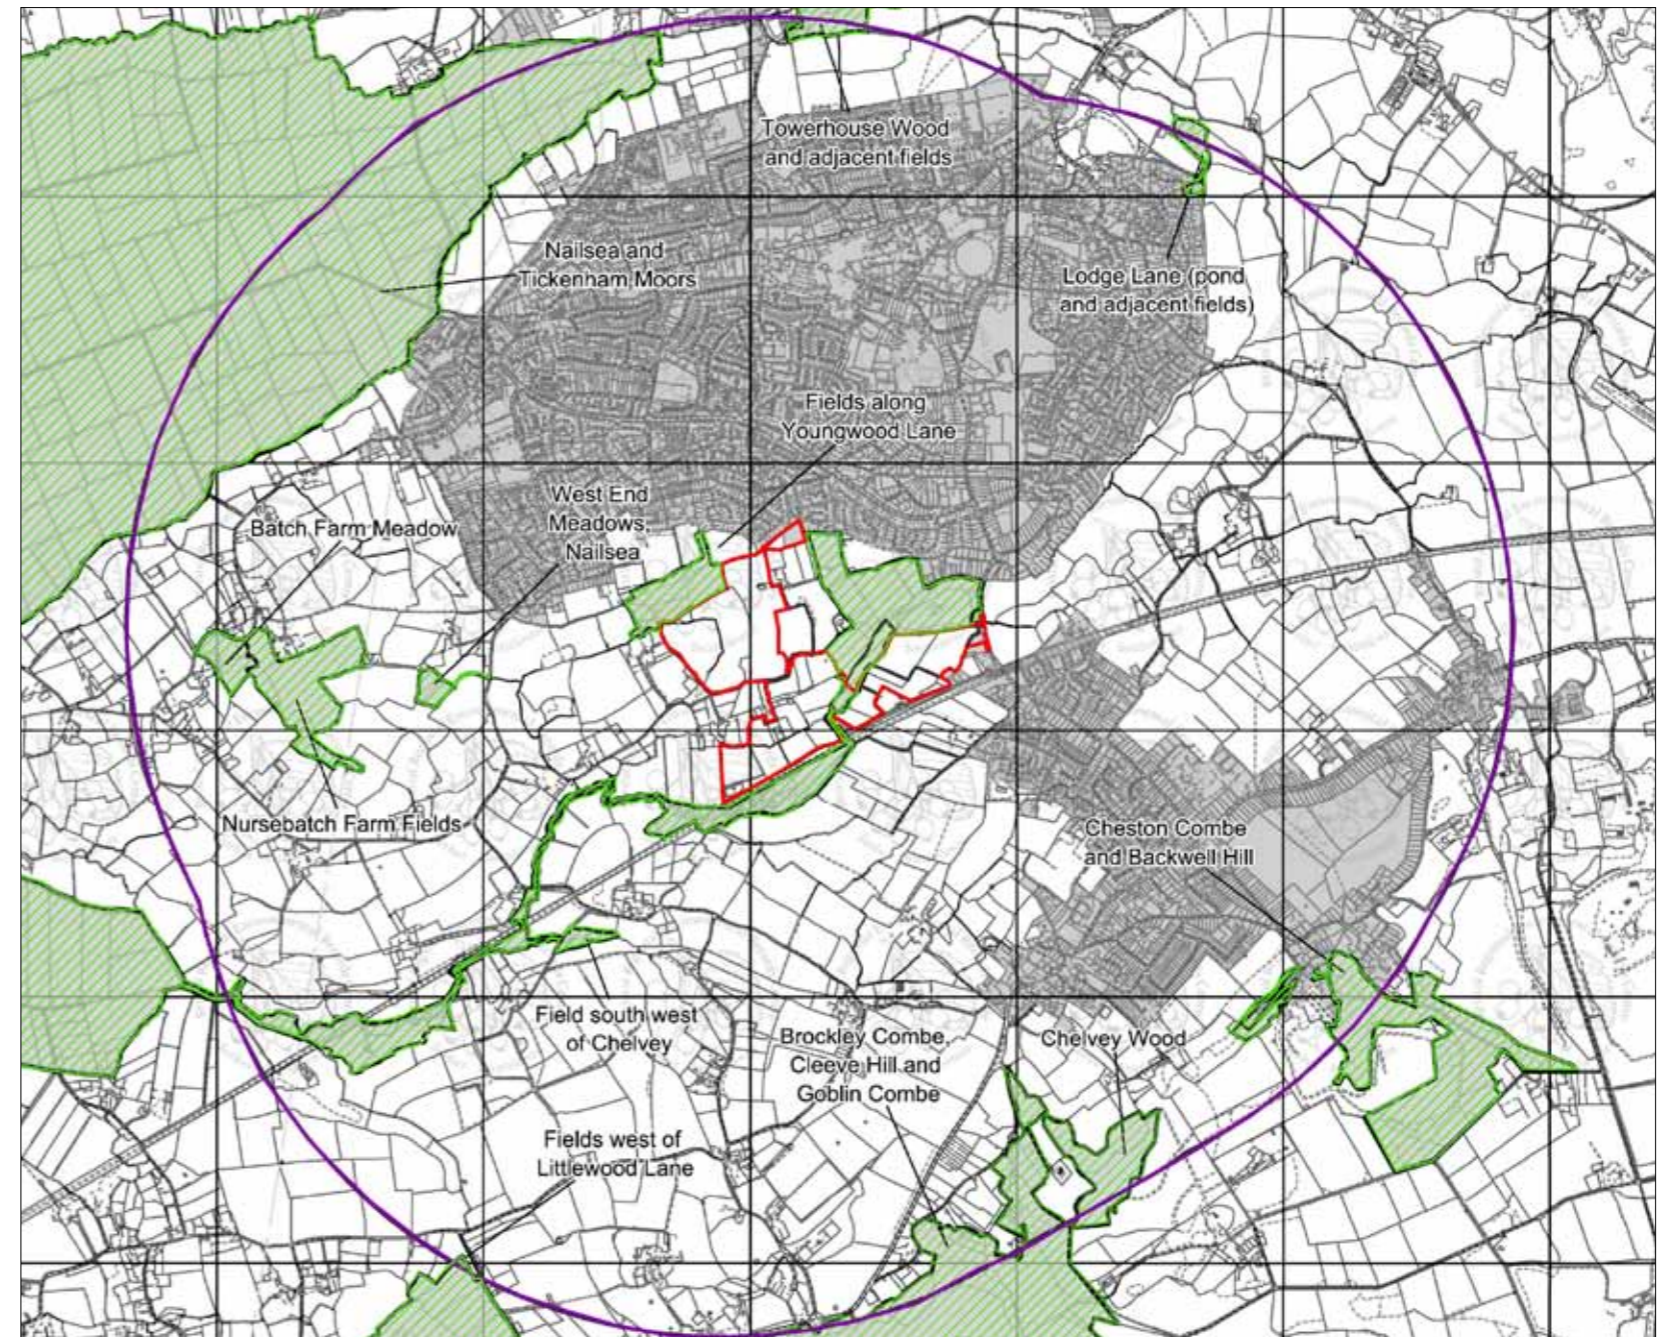 Towerhouse Wood
and adjacent fields
Nailsea and
Tickenham Moors
Lodge Lane (pond
and adjacent fields)
Fields along
Youngwood Lane
West End
Meadows,
Nailsea
Batch Farm Meadow
Nursebatch Farm Fields
Cheston Combe
and Backwell Hill
Field south west
of Chelvey
Brockley Combe,
Cleeve Hill and
Goblin Combe
Chelvey Wood
Fields west of
Littlewood Lane